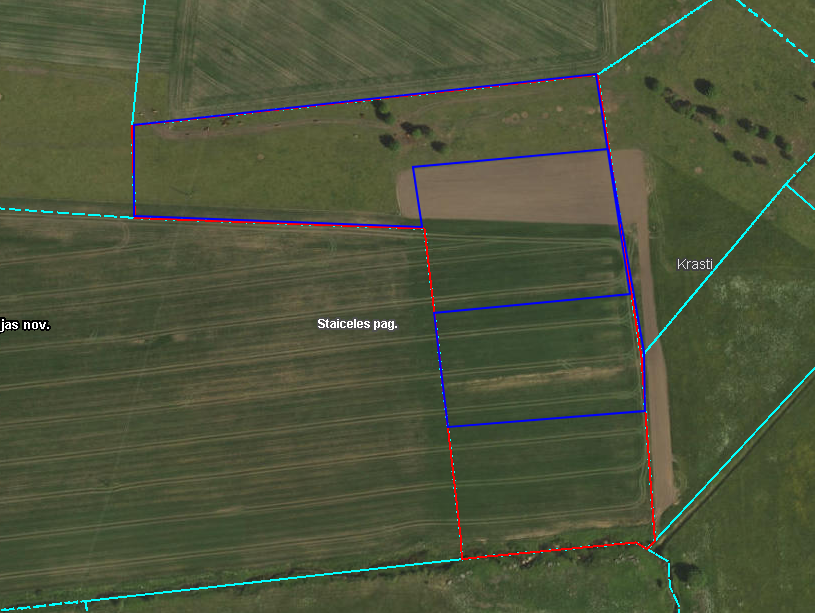 Krasti
Staiceles pag.
jas nov.